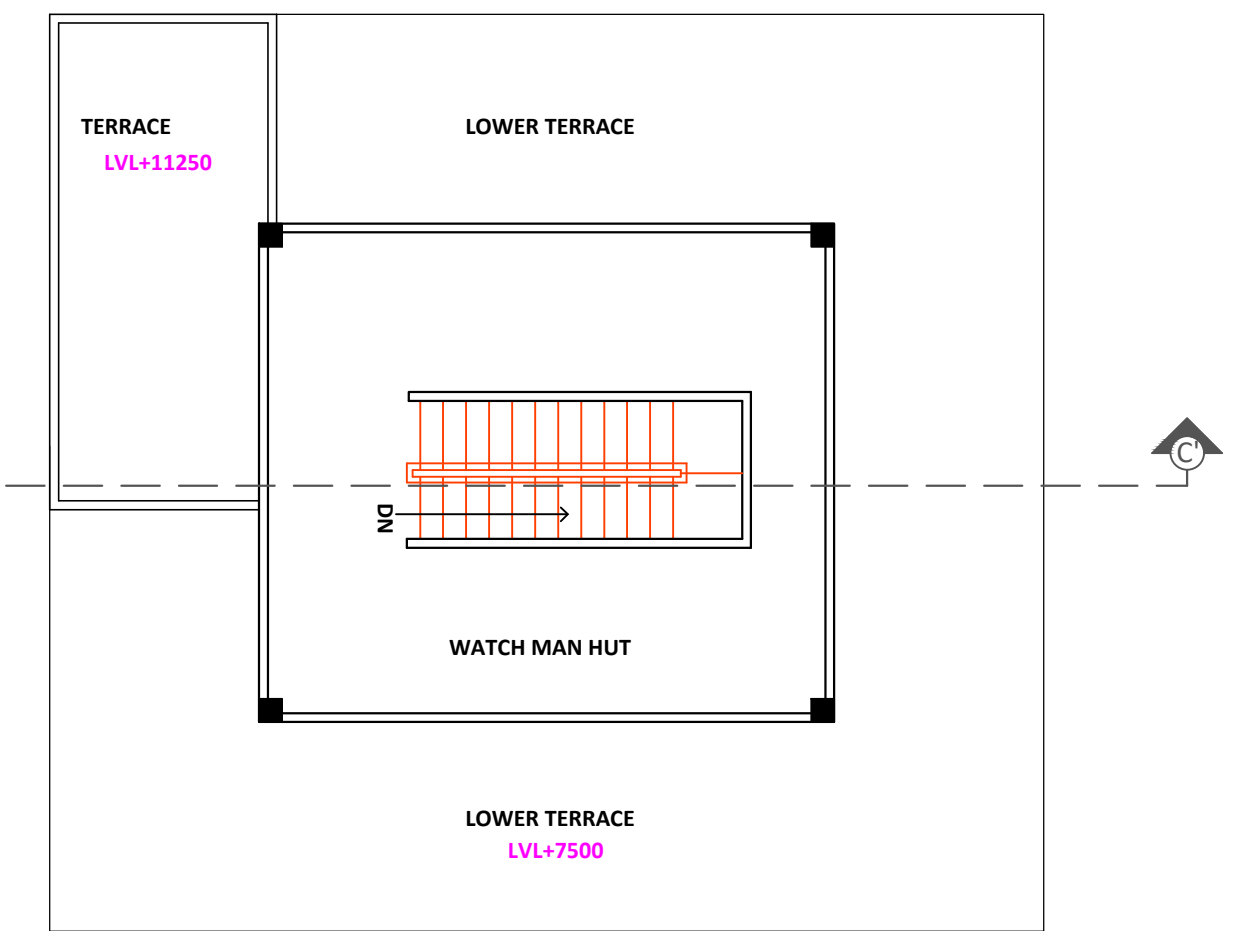 TERRACE
LVL+11250
LOWER TERRACE
C'
DN
WATCH MAN HUT
LOWER TERRACE
LVL+7500